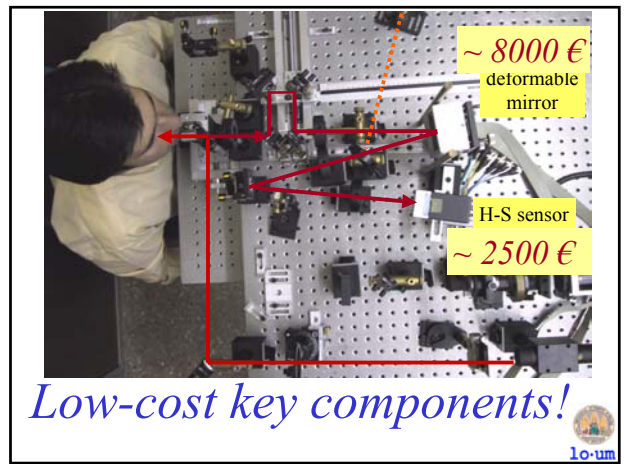 ~ 8000 €
deformable
mirror
H-S sensor
~ 2500 €
Low-cost key components!
lo·um